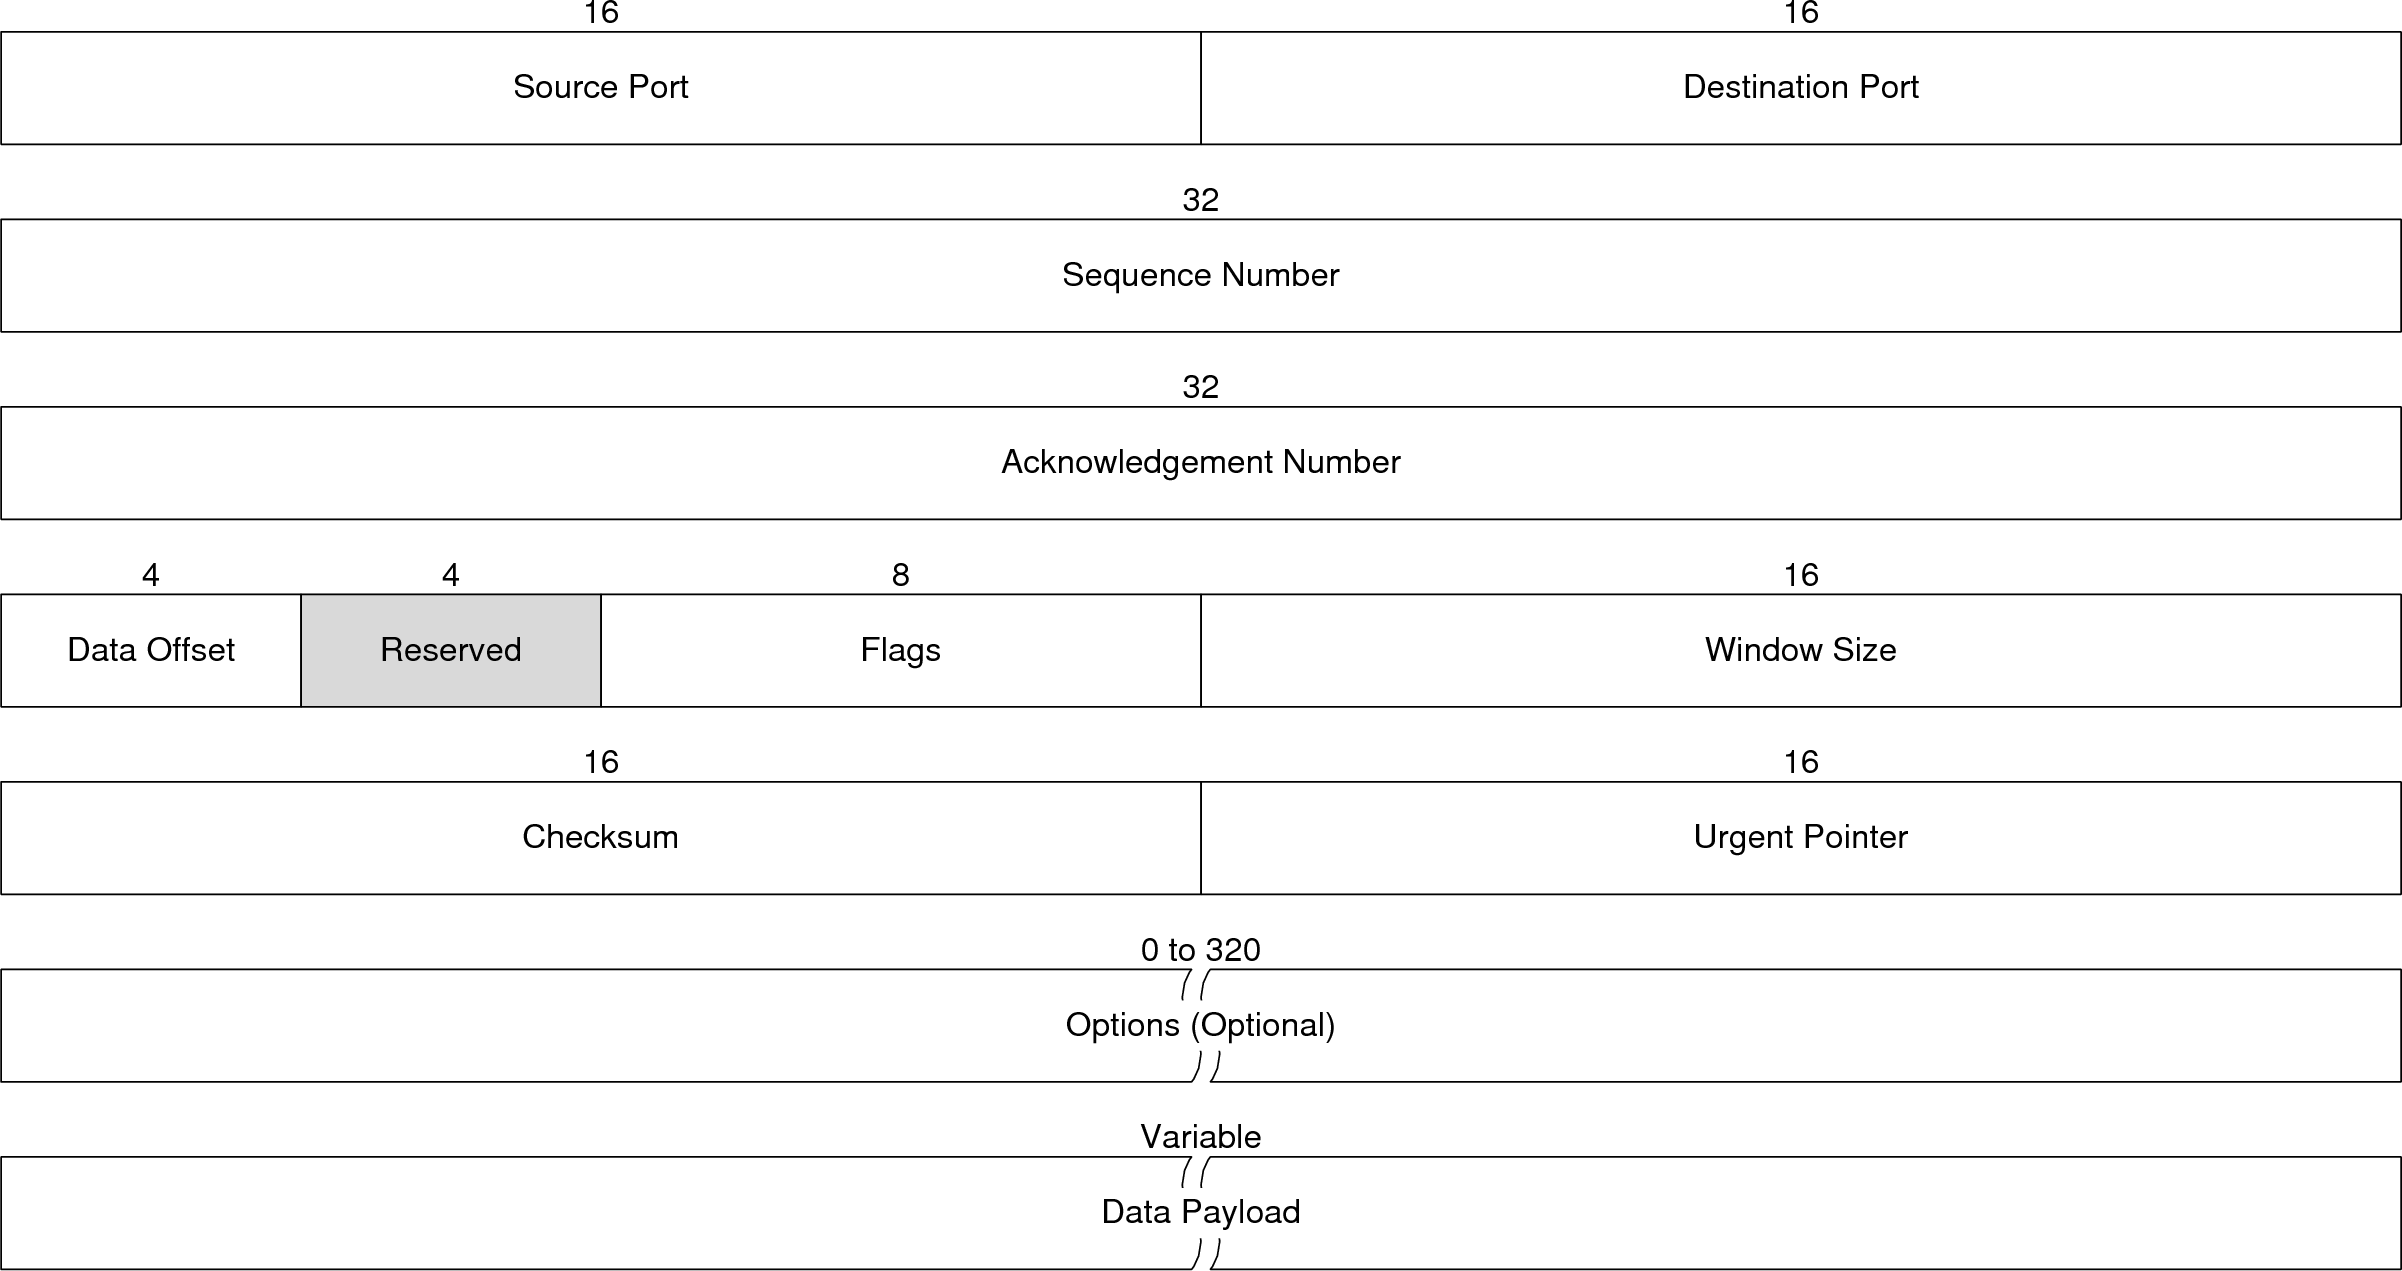 16 16
Source Port Destination Port
32
Sequence Number
32
Acknowledgement Number
4 4 8 16
Data Offset Reserved Flags Window Size
16 16
Checksum Urgent Pointer
0 to 320
Options (Optional)
Variable
Data Payload